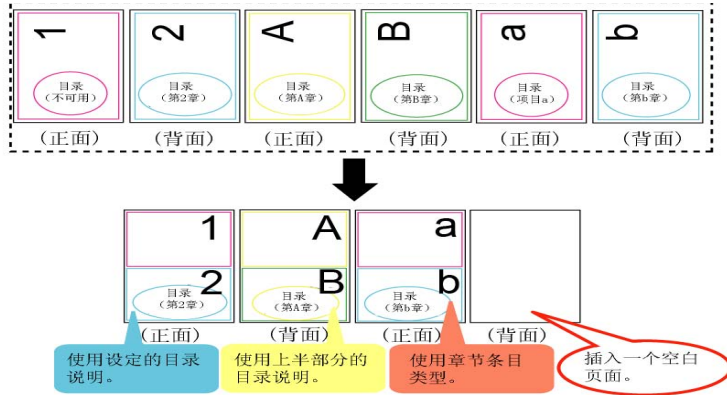 1
2
A
B
a
b
目录
（不可用）
目录
（第2章）
目录
（第A章）
目录
（第B章）
目录
（项目a）
目录
（第b章）
（正面）
（背面）
（正面）
（背面）
（正面）
（背面）
1
A
a
2
B
b
目录
（第2章）
目录
（第A章）
目录
（第b章）
（正面）
（背面）
（正面）
（背面）
使用设定的目录
说明。
使用上半部分的
目录说明。
使用章节条目
类型。
插入一个空白
页面。